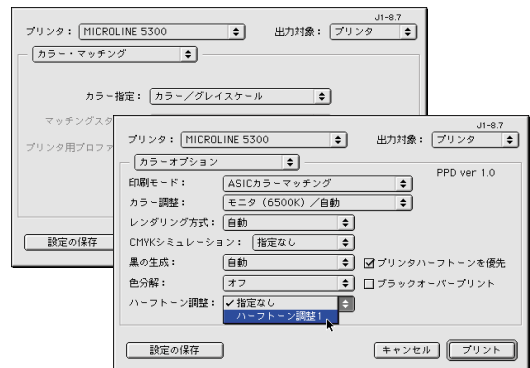 J1-8.7
プリンタ： MICROLINE 5300 出力対象： プリンタ
カラー・マッチング
カラー指定： カラー／グレイスケール
マッチングスタ
プリンタ用プロファ
設定の保存
J1-8.7
プリンタ： MICROLINE 5300 出力対象： プリンタ
カラーオプション
PPD ver 1.0
印刷モード： ASICカラーマッチング
カラー調整： モニタ（6500K）／自動
レンダリング方式： 自動
CMYKシミュレーション： 指定なし
黒の生成： 自動 プリンタハーフトーンを優先
色分解： オフ ブラックオーバープリント
ハーフトーン調整： ✓指定なし
ハーフトーン調整1
設定の保存 キャンセル プリント